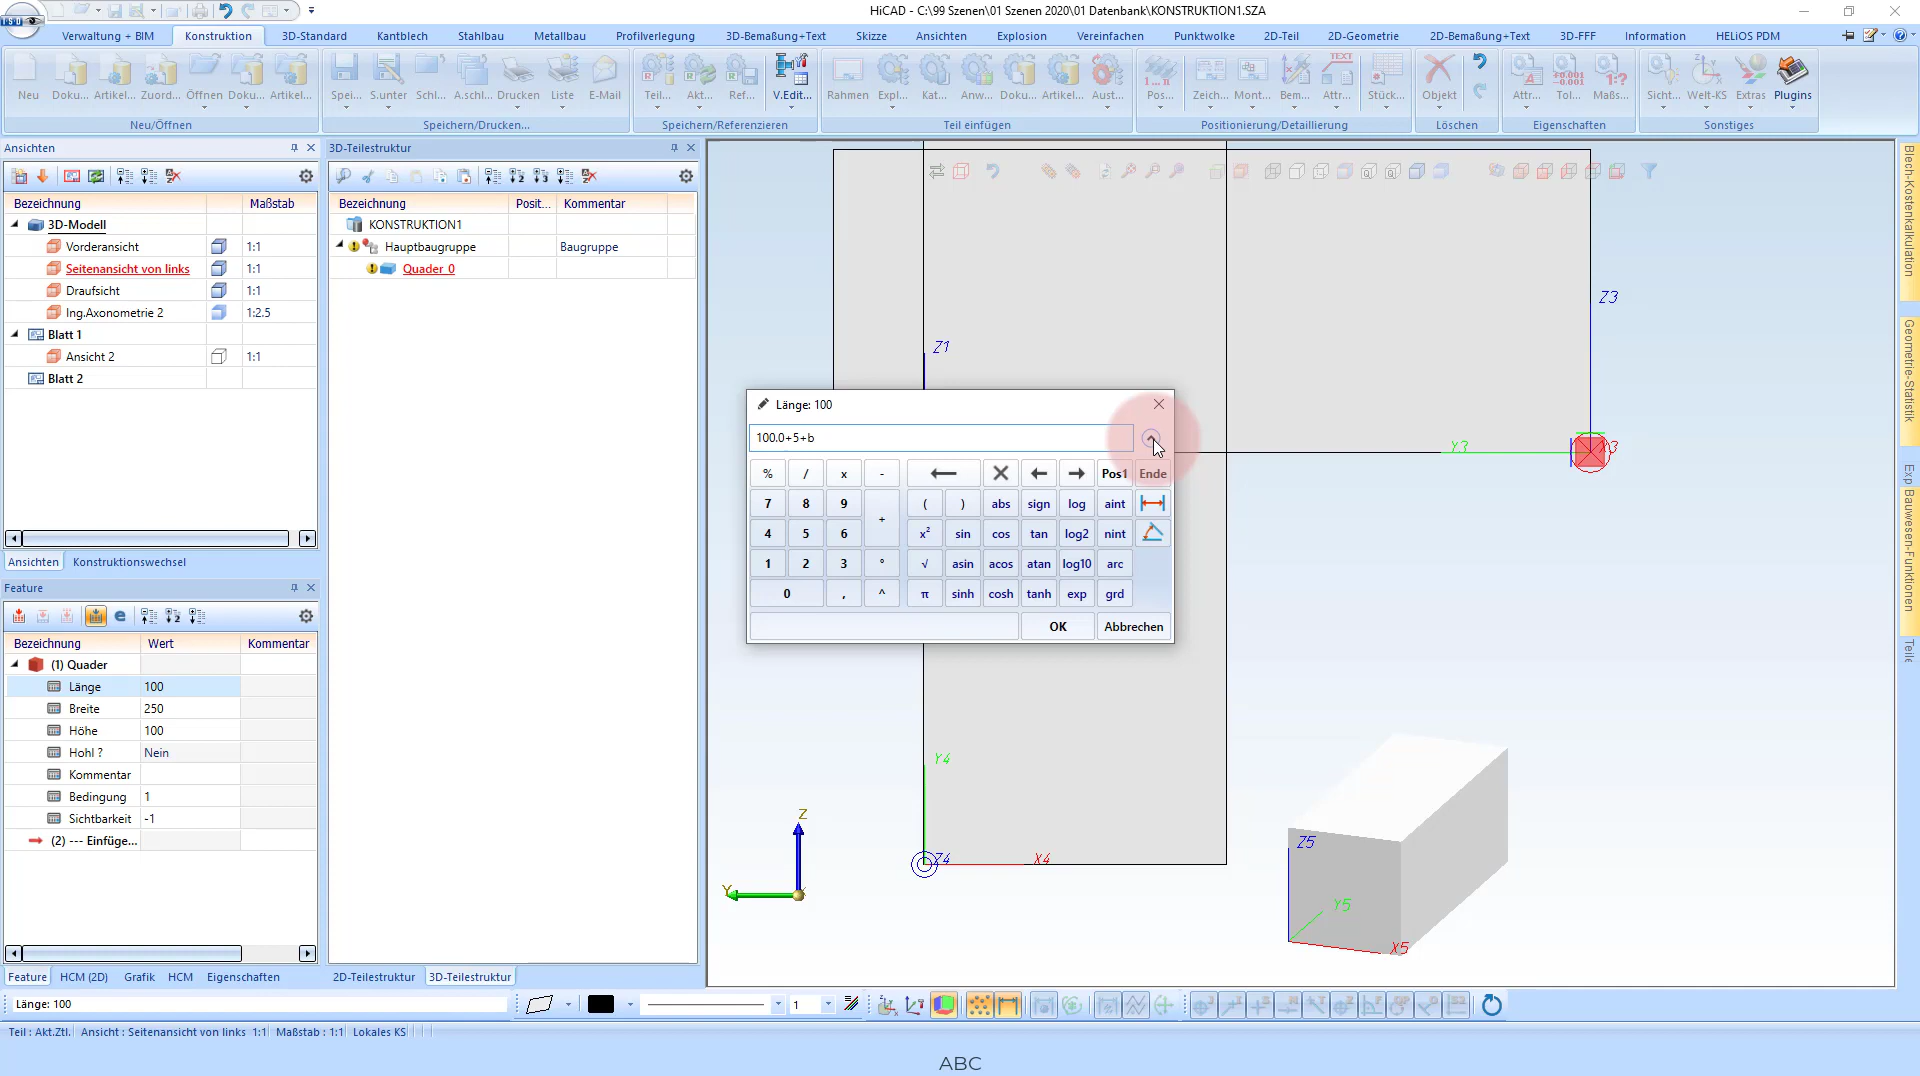 HiCAD - C:\99 Szenen\01 Szenen 2020\01 Datenbank\KONSTRUKTION1.SZA
ISD
Verwaltung + BIM Konstruktion 3D-Standard Kantblech Stahlbau Metallbau Profilverlegung 3D-Bemaßung+Text Skizze Ansichten Explosion Vereinfachen Punktwolke 2D-Teil 2D-Geometrie 2D-Bemaßung+Text 3D-FFF Information HELiOS PDM
Neu Doku... Artikel... Zuord... Öffnen Doku... Artikel... Spei... S.unter Schl... A.schl... Drucken Liste E-Mail Teil... Akt... Ref... V.Edit... Rahmen Expl... Kat... Anw... Doku... Artikel... Aust... Pos... Zeich... Mont... Bem... Attr... Stück... Objekt Attr... Tol... Maßs... Sicht... Welt-KS Extras Plugins
Neu/Öffnen Speichern/Drucken... Speichern/Referenzieren Teil einfügen Positionierung/Detaillierung Löschen Eigenschaften Sonstiges
Ansichten
Bezeichnung Maßstab
3D-Modell
Vorderansicht 1:1
Seitenansicht von links 1:1
Draufsicht 1:1
Ing.Axonometrie 2 1:2.5
Blatt 1
Ansicht 2 1:1
Blatt 2
Ansichten Konstruktionswechsel
Feature
Bezeichnung Wert Kommentar
(1) Quader
Länge 100
Breite 250
Höhe 100
Hohl ? Nein
Kommentar
Bedingung 1
Sichtbarkeit -1
(2) --- Einfüge...
Feature HCM (2D) Grafik HCM Eigenschaften
3D-Teilestruktur
Bezeichnung Posit... Kommentar
KONSTRUKTION1
Hauptbaugruppe Baugruppe
Quader_0
2D-Teilestruktur 3D-Teilestruktur
Z1
Z3
Y3 X3
Länge: 100
100.0+5+b
% / x - Pos1 Ende
7 8 9 + ( ) abs sign log aint
4 5 6 x² sin cos tan log2 nint
1 2 3 ° √ asin acos atan log10 arc
0 , ^ π sinh cosh tanh exp grd
OK Abbrechen
Y4
Z4 X4
Z
Y
Z5
Y5
X5
Blech-Kostenkalkulation
Geometrie-Statistik
Exp
Bauwesen-Funktionen
Teile
Länge: 100 1
Teil : Akt.Ztl. Ansicht : Seitenansicht von links 1:1 Maßstab : 1:1 Lokales KS
ABC